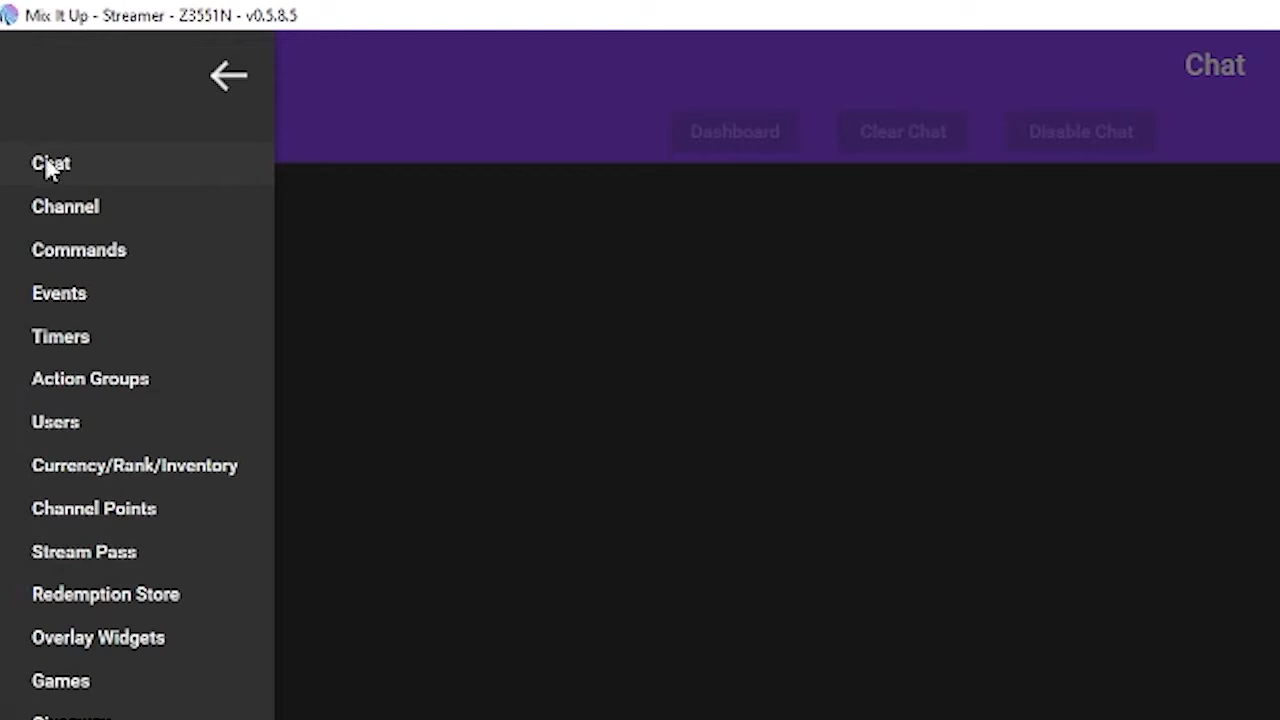 Mix It Up - Streamer - Z3551N - v0.5.8.5
Chat
Dashboard
Clear Chat
Disable Chat
Chat
Channel
Commands
Events
Timers
Action Groups
Users
Currency/Rank/Inventory
Channel Points
Stream Pass
Redemption Store
Overlay Widgets
Games